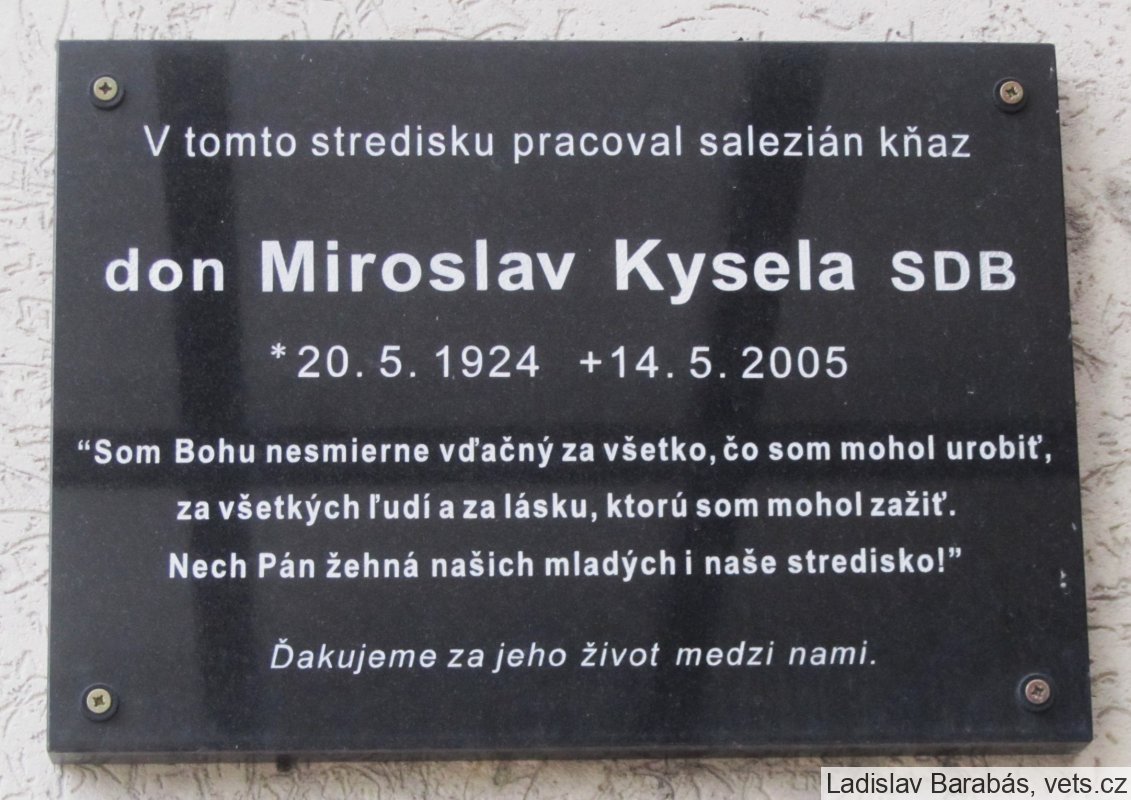 V tomto stredisku pracoval salezián kňaz
don Miroslav Kysela SDB
*20. 5. 1924 +14. 5. 2005
“Som Bohu nesmierne vďačný za všetko, čo som mohol urobiť,
za všetkých ľudí a za lásku, ktorú som mohol zažiť.
Nech Pán žehná našich mladých i naše stredisko!”
Ďakujeme za jeho život medzi nami.
Ladislav Barabás, vets.cz